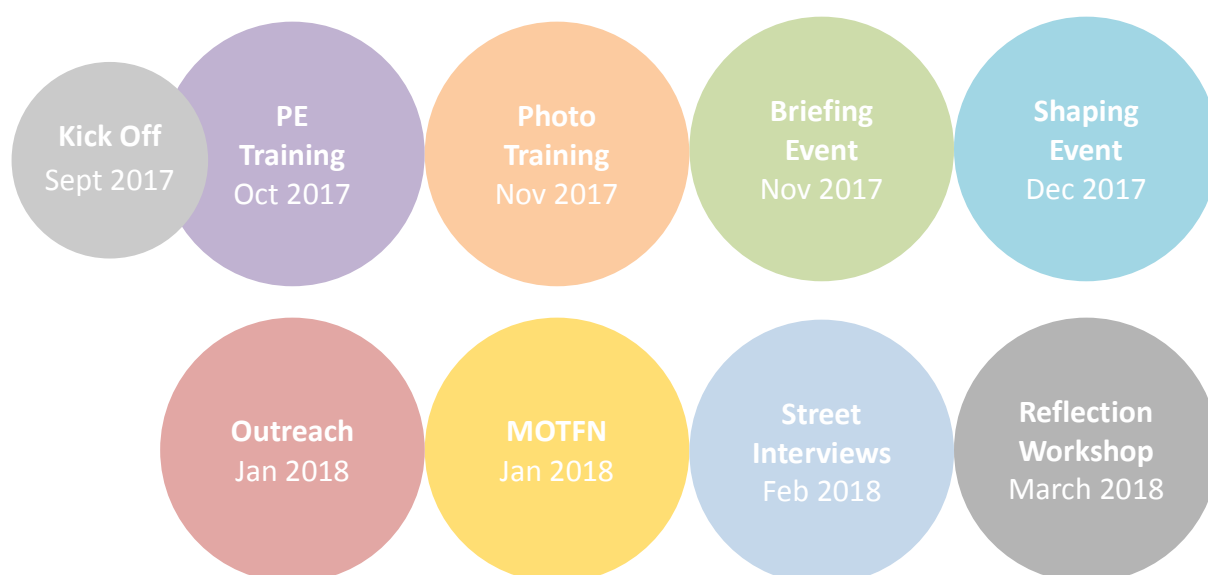 Kick Off
Sept 2017
PE
Training
Oct 2017
Photo
Training
Nov 2017
Briefing
Event
Nov 2017
Shaping
Event
Dec 2017
Outreach
Jan 2018
MOTFN
Jan 2018
Street
Interviews
Feb 2018
Reflection
Workshop
March 2018